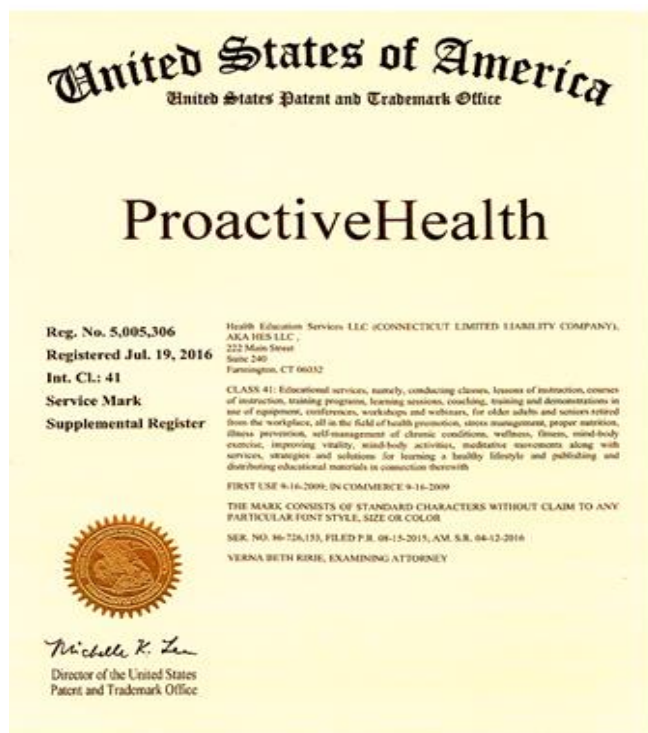 United States of America
United States Patent and Trademark Office
ProactiveHealth
Reg. No. 5,005,306
Registered Jul. 19, 2016
Int. Cl.: 41
Service Mark
Supplemental Register
Health Education Services LLC (CONNECTICUT LIMITED LIABILITY COMPANY),
AKA HES LLC ,
222 Main Street
Suite 240
Farmington, CT 06032
CLASS 41: Educational services, namely, conducting classes, lessons of instruction, courses
of instruction, training programs, learning sessions, coaching, training and demonstrations in
use of equipment, conferences, workshops and webinars, for older adults and seniors retired
from the workplace, all in the field of health promotion, stress management, proper nutrition,
illness prevention, self-management of chronic conditions, wellness, fitness, mind-body
exercise, improving vitality, mind-body activities, meditative movements along with
services, strategies and solutions for learning a healthy lifestyle and publishing and
distributing educational materials in connection therewith
FIRST USE 9-16-2009; IN COMMERCE 9-16-2009
THE MARK CONSISTS OF STANDARD CHARACTERS WITHOUT CLAIM TO ANY
PARTICULAR FONT STYLE, SIZE OR COLOR
SER. NO. 86-726,153, FILED P.R. 08-15-2015; AM. S.R. 04-12-2016
VERNA BETH RIRIE, EXAMINING ATTORNEY
Michelle K. Lee
Director of the United States
Patent and Trademark Office